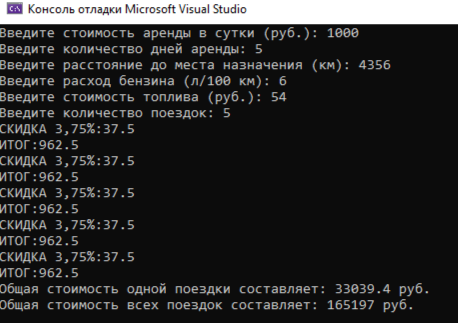 Консоль отладки Microsoft Visual Studio
Введите стоимость аренды в сутки (руб.): 1000
Введите количество дней аренды: 5
Введите расстояние до места назначения (км): 4356
Введите расход бензина (л/100 км): 6
Введите стоимость топлива (руб.): 54
Введите количество поездок: 5
СКИДКА 3,75%:37.5
ИТОГ:962.5
СКИДКА 3,75%:37.5
ИТОГ:962.5
СКИДКА 3,75%:37.5
ИТОГ:962.5
СКИДКА 3,75%:37.5
ИТОГ:962.5
СКИДКА 3,75%:37.5
ИТОГ:962.5
Общая стоимость одной поездки составляет: 33039.4 руб.
Общая стоимость всех поездок составляет: 165197 руб.